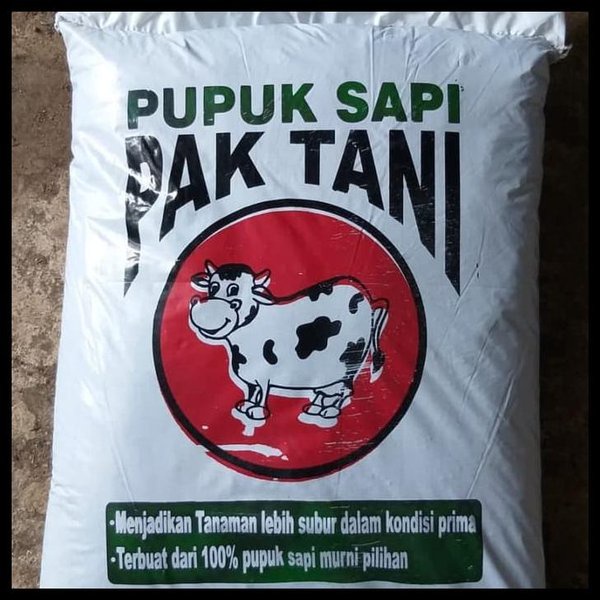 PUPUK SAPI
PAK TANI
•Menjadikan Tanaman lebih subur dalam kondisi prima
•Terbuat dari 100% pupuk sapi murni pilihan